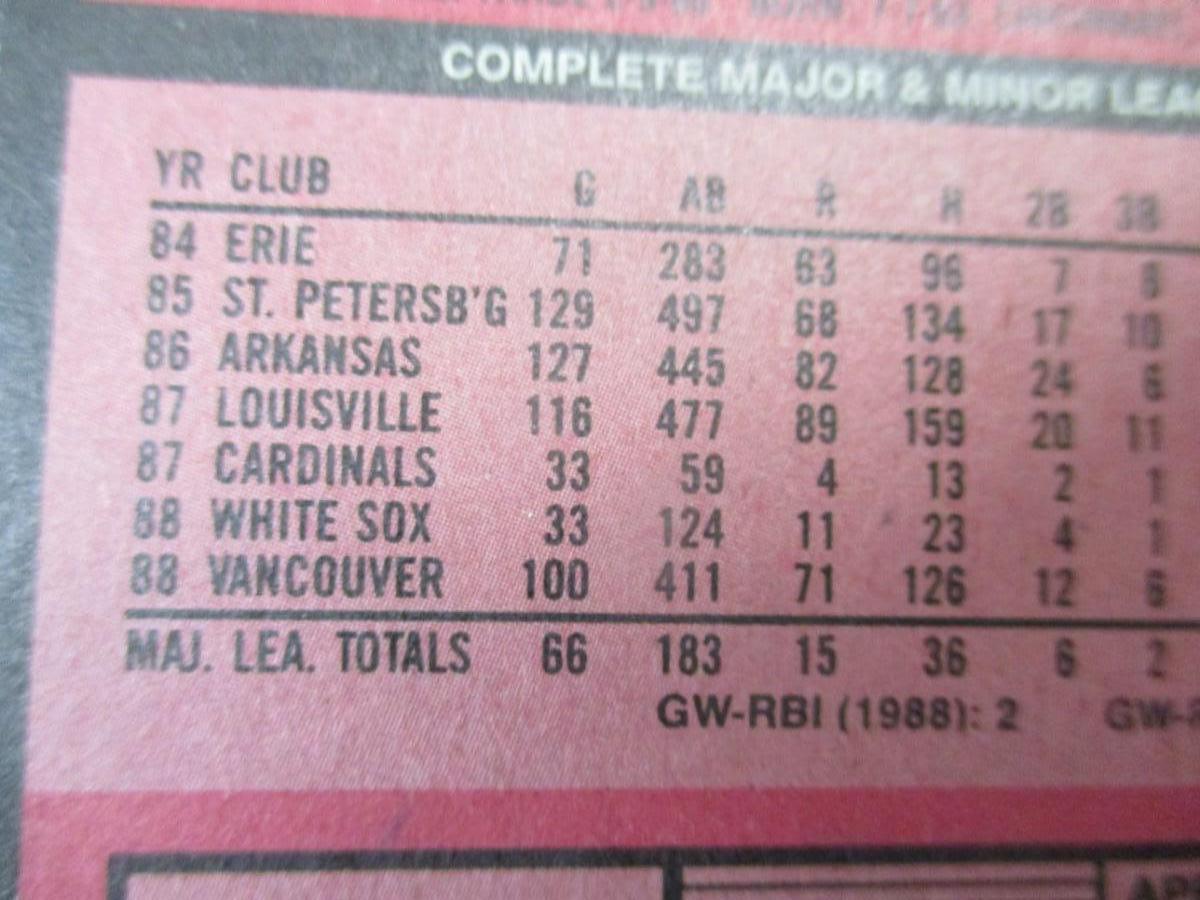 COMPLETE MAJOR & MINOR LEA
YR CLUB G AB R H 2B 3B
84 ERIE 71 283 63 96 7 6
85 ST. PETERSB'G 129 497 68 134 17 10
86 ARKANSAS 127 445 82 128 24 6
87 LOUISVILLE 116 477 89 159 20 11
87 CARDINALS 33 59 4 13 2 1
88 WHITE SOX 33 124 11 23 4 1
88 VANCOUVER 100 411 71 126 12 6
MAJ. LEA. TOTALS 66 183 15 36 6 2
GW-RBI (1988): 2 GW-